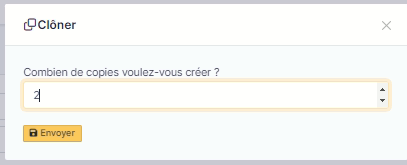 Clôner
Combien de copies voulez-vous créer ?
2
Envoyer